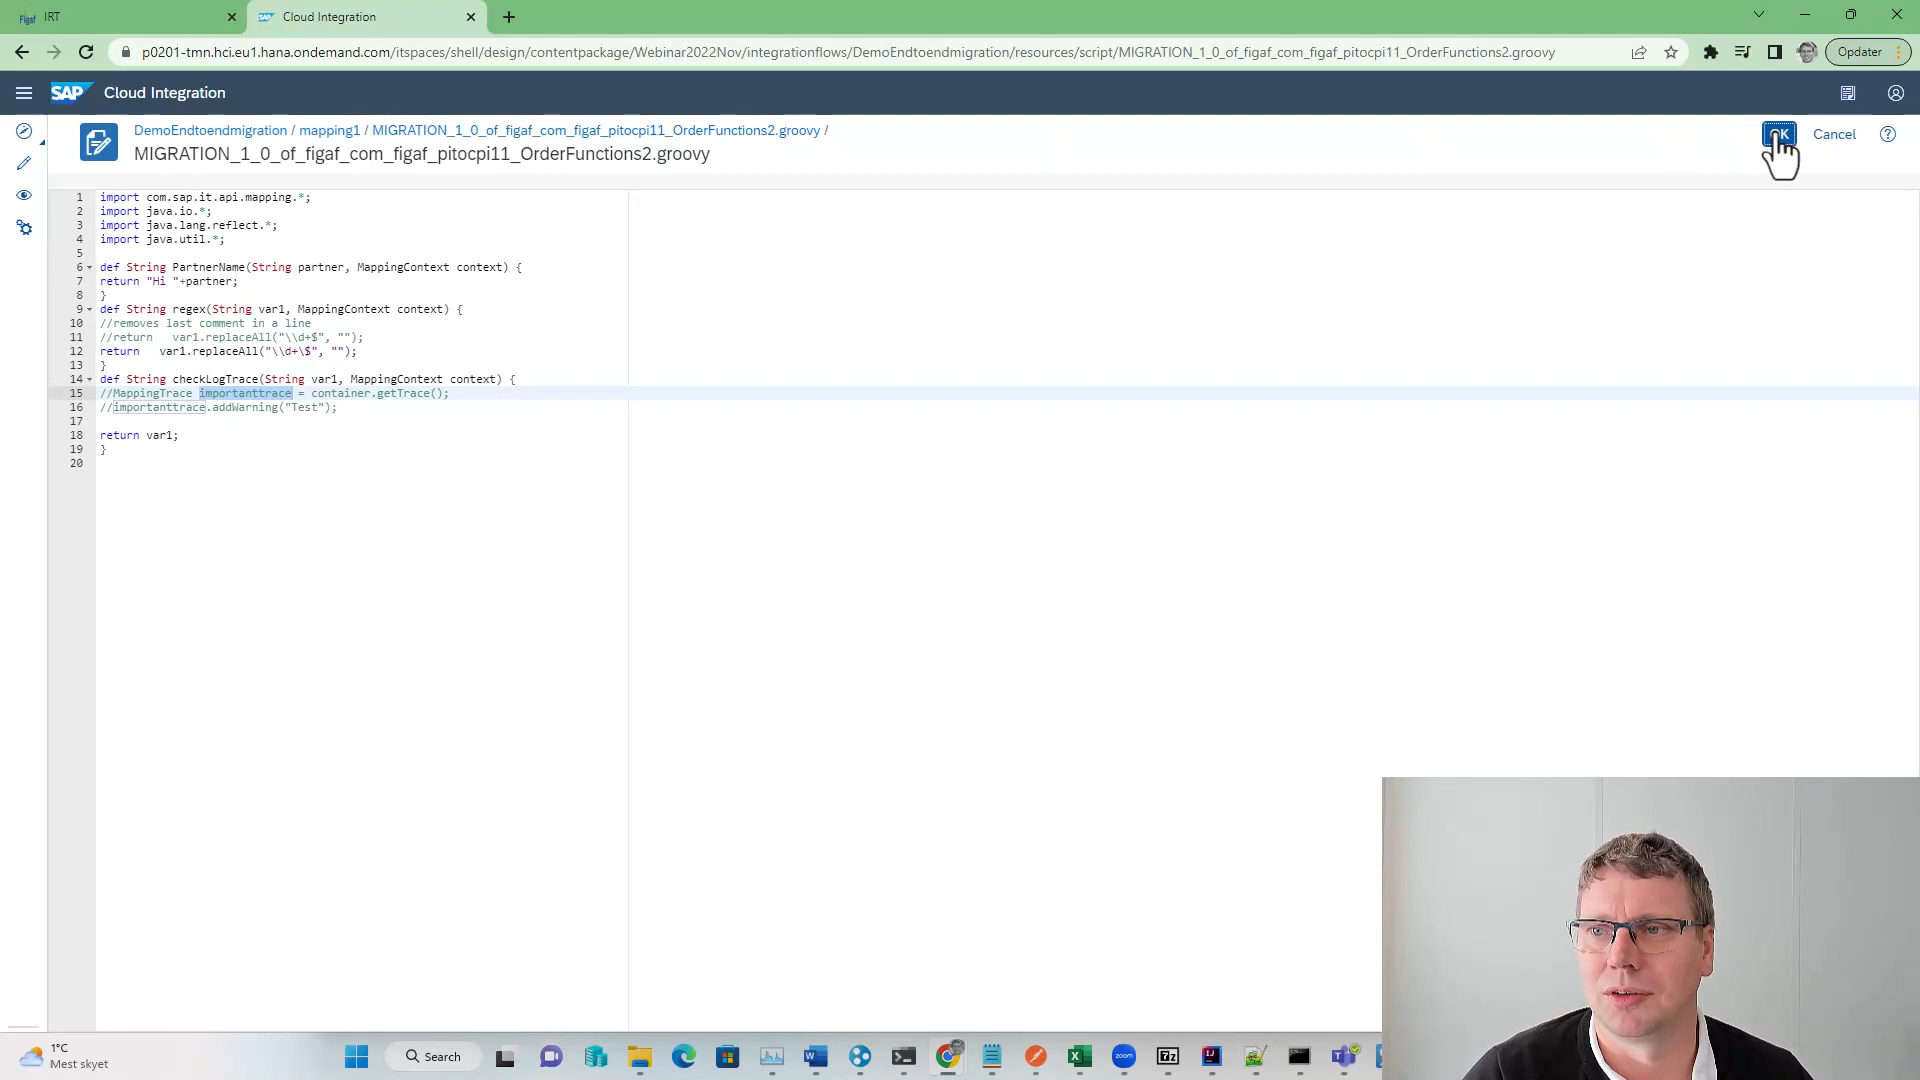 Figaf IRT
SAP Cloud Integration
p0201-tmn.hci.eu1.hana.ondemand.com/itspaces/shell/design/contentpackage/Webinar2022Nov/integrationflows/DemoEndtoendmigration/resources/script/MIGRATION_1_0_of_figaf_com_figaf_pitocpi11_OrderFunctions2.groovy
Opdater
SAP Cloud Integration
DemoEndtoendmigration / mapping1 / MIGRATION_1_0_of_figaf_com_figaf_pitocpi11_OrderFunctions2.groovy /
Cancel
MIGRATION_1_0_of_figaf_com_figaf_pitocpi11_OrderFunctions2.groovy
1 import com.sap.it.api.mapping.*;
2 import java.io.*;
3 import java.lang.reflect.*;
4 import java.util.*;
5
6 def String PartnerName(String partner, MappingContext context) {
7 return "Hi "+partner;
8 }
9 def String regex(String var1, MappingContext context) {
10 //removes last comment in a line
11 //return   var1.replaceAll("\\d+$", "");
12 return   var1.replaceAll("\\d+\$", "");
13 }
14 def String checkLogTrace(String var1, MappingContext context) {
15 //MappingTrace importanttrace = container.getTrace();
16 //importanttrace.addWarning("Test");
17
18 return var1;
19 }
20
1°C
Mest skyet
Search
zoom